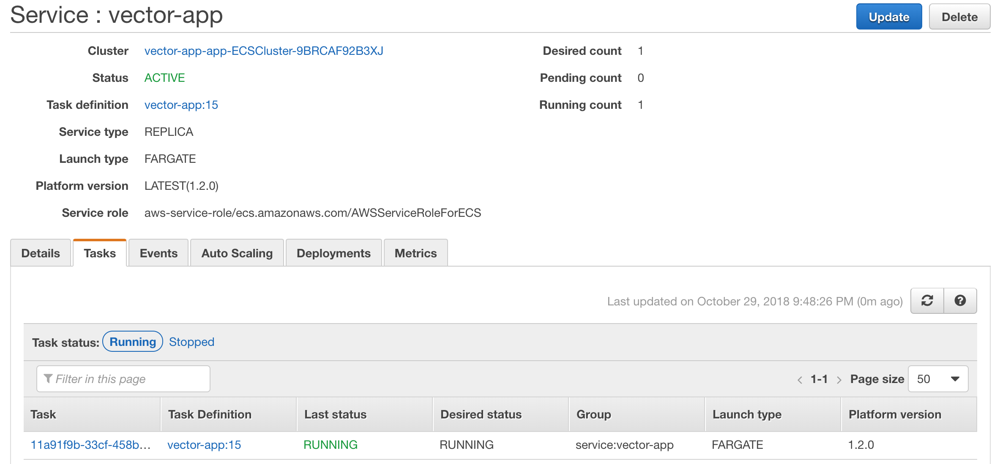 Service : vector-app
Update
Delete
Cluster vector-app-app-ECSCluster-9BRCAF92B3XJ
Desired count 1
Status ACTIVE
Pending count 0
Task definition vector-app:15
Running count 1
Service type REPLICA
Launch type FARGATE
Platform version LATEST(1.2.0)
Service role aws-service-role/ecs.amazonaws.com/AWSServiceRoleForECS
Details Tasks Events Auto Scaling Deployments Metrics
Last updated on October 29, 2018 9:48:26 PM (0m ago)
Task status: Running Stopped
Filter in this page
< 1-1 > Page size 50
Task Task Definition Last status Desired status Group Launch type Platform version
11a91f9b-33cf-458b... vector-app:15 RUNNING RUNNING service:vector-app FARGATE 1.2.0